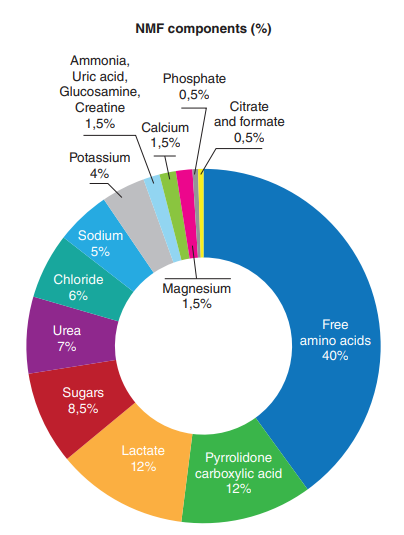 NMF components (%)
Ammonia,
Uric acid,
Glucosamine,
Creatine
1,5%
Phosphate
0,5%
Citrate
and formate
0,5%
Calcium
1,5%
Potassium
4%
Sodium
5%
Chloride
6%
Magnesium
1,5%
Urea
7%
Free
amino acids
40%
Sugars
8,5%
Lactate
12%
Pyrrolidone
carboxylic acid
12%